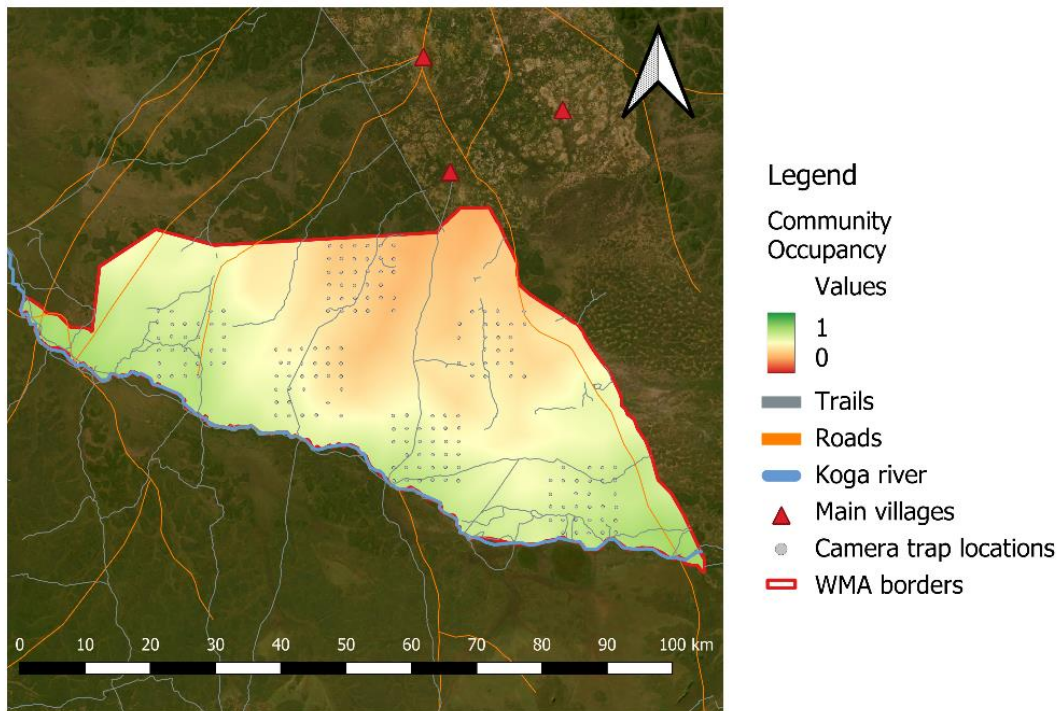 Legend
Community
Occupancy
Values
1
0
Trails
Roads
Koga river
Main villages
Camera trap locations
WMA borders
0 10 20 30 40 50 60 70 80 90 100 km